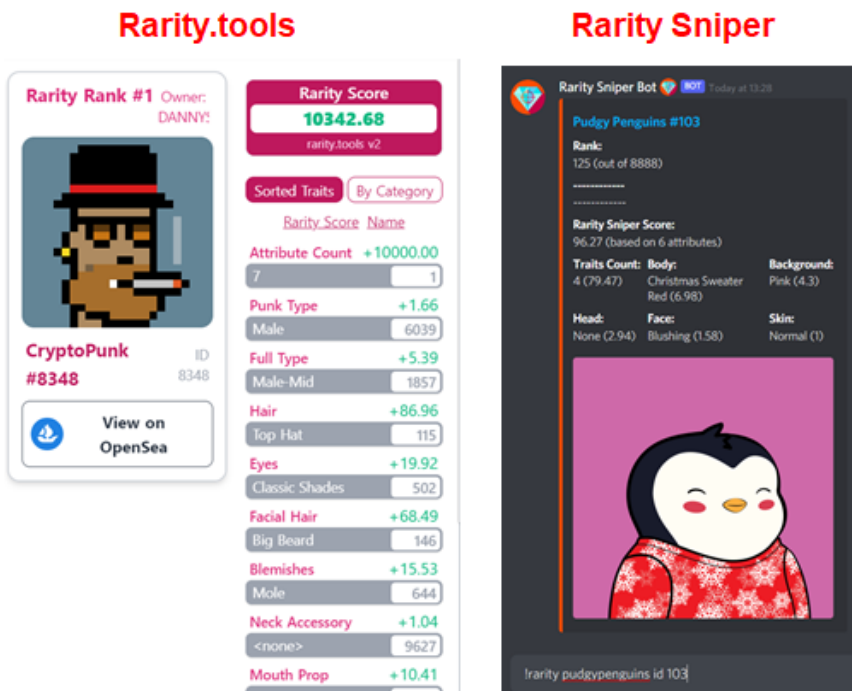 Rarity.tools
Rarity Rank #1 Owner:
DANNY!
CryptoPunk ID
#8348 8348
View on
OpenSea
Rarity Score
10342.68
rarity.tools v2
Sorted Traits By Category
Rarity Score Name
Attribute Count +10000.00
7 1
Punk Type +1.66
Male 6039
Full Type +5.39
Male-Mid 1857
Hair +86.96
Top Hat 115
Eyes +19.92
Classic Shades 502
Facial Hair +68.49
Big Beard 146
Blemishes +15.53
Mole 644
Neck Accessory +1.04
<none> 9627
Mouth Prop +10.41
Rarity Sniper
Rarity Sniper Bot BOT Today at 13:28
Pudgy Penguins #103
Rank:
125 (out of 8888)
------------
------------
Rarity Sniper Score:
96.27 (based on 6 attributes)
Traits Count: Body: Background:
4 (79.47) Christmas Sweater Pink (4.3)
Red (6.98)
Head: Face: Skin:
None (2.94) Blushing (1.58) Normal (1)
!rarity pudgypenguins id 103